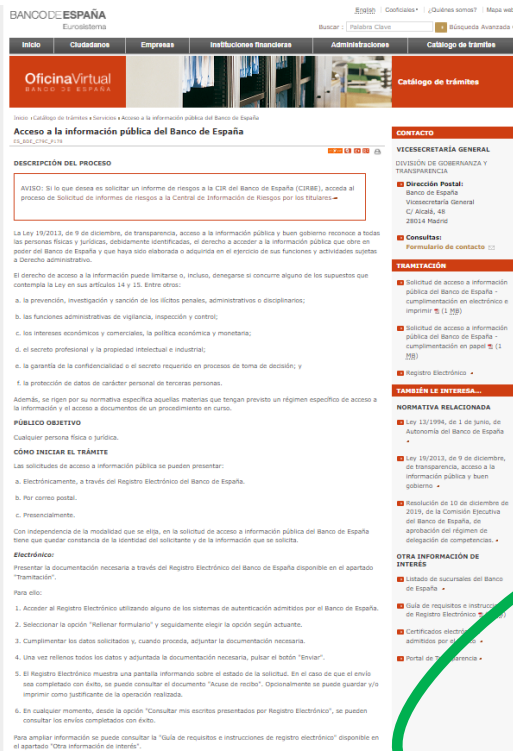 English | Cooficiales | ¿Quiénes somos? | Mapa web
BANCODEESPAÑA
Eurosistema
Buscar : Palabra Clave Búsqueda Avanzada
Inicio Ciudadanos Empresas Instituciones financieras Administraciones Catálogo de trámites
OficinaVirtual
BANCO DE ESPAÑA
Catálogo de trámites
Inicio Catálogo de trámites Servicios Acceso a la información pública del Banco de España
Acceso a la información pública del Banco de España
DESCRIPCIÓN DEL PROCESO
AVISO: Si lo que desea es solicitar un informe de riesgos a la CIR del Banco de España (CIRBE), acceda al
proceso de Solicitud de informes de riesgos a la Central de Información de Riesgos por los titulares
La Ley 19/2013, de 9 de diciembre, de transparencia, acceso a la información pública y buen gobierno reconoce a todas
las personas físicas y jurídicas, debidamente identificadas, el derecho a acceder a la información pública que obre en
poder del Banco de España y que haya sido elaborada o adquirida en el ejercicio de sus funciones y actividades sujetas
a Derecho administrativo.
El derecho de acceso a la información puede limitarse o, incluso, denegarse si concurre alguno de los supuestos que
contempla la Ley en sus artículos 14 y 15. Entre otros:
a. la prevención, investigación y sanción de los ilícitos penales, administrativos o disciplinarios;
b. las funciones administrativas de vigilancia, inspección y control;
c. los intereses económicos y comerciales, la política económica y monetaria;
d. el secreto profesional y la propiedad intelectual e industrial;
e. la garantía de la confidencialidad o el secreto requerido en procesos de toma de decisión; y
f. la protección de datos de carácter personal de terceras personas.
Además, se rigen por su normativa específica aquellas materias que tengan previsto un régimen específico de acceso a
la información y el acceso a documentos de un procedimiento en curso.
PÚBLICO OBJETIVO
Cualquier persona física o jurídica.
CÓMO INICIAR EL TRÁMITE
Las solicitudes de acceso a información pública se pueden presentar:
a. Electrónicamente, a través del Registro Electrónico del Banco de España.
b. Por correo postal.
c. Presencialmente.
Con independencia de la modalidad que se elija, en la solicitud de acceso a información pública del Banco de España
tiene que quedar constancia de la identidad del solicitante y de la información que se solicita.
Electrónico:
Presentar la documentación necesaria a través del Registro Electrónico del Banco de España disponible en el apartado
"Tramitación".
Para ello:
1. Acceder al Registro Electrónico utilizando alguno de los sistemas de autenticación admitidos por el Banco de España.
2. Seleccionar la opción "Rellenar formulario" y seguidamente elegir la opción según actuante.
3. Cumplimentar los datos solicitados y, cuando proceda, adjuntar la documentación necesaria.
4. Una vez rellenos todos los datos y adjuntada la documentación necesaria, pulsar el botón "Enviar".
5. El Registro Electrónico muestra una pantalla informando sobre el estado de la solicitud. En el caso de que el envío
sea completado con éxito, se puede consultar el documento "Acuse de recibo". Opcionalmente se puede guardar y/o
imprimir como justificante de la operación realizada.
6. En cualquier momento, desde la opción "Consultar mis escritos presentados por Registro Electrónico", se pueden
consultar los envíos completados con éxito.
Para ampliar información se puede consultar la "Guía de requisitos e instrucciones de registro electrónico" disponible en
el apartado "Otra información de interés".
CONTACTO
VICESECRETARÍA GENERAL
DIVISIÓN DE GOBERNANZA Y
TRANSPARENCIA
Dirección Postal:
Banco de España
Vicesecretaría General
C/ Alcalá, 48
28014 Madrid
Consultas:
Formulario de contacto
TRAMITACIÓN
Solicitud de acceso a información
pública del Banco de España -
cumplimentación en electrónico e
imprimir (1 MB)
Solicitud de acceso a información
pública del Banco de España -
cumplimentación en papel (1
MB)
Registro Electrónico
TAMBIÉN LE INTERESA...
NORMATIVA RELACIONADA
Ley 13/1994, de 1 de junio, de
Autonomía del Banco de España
Ley 19/2013, de 9 de diciembre,
de transparencia, acceso a la
información pública y buen
gobierno
Resolución de 10 de diciembre de
2019, de la Comisión Ejecutiva
del Banco de España, de
aprobación del régimen de
delegación de competencias.
OTRA INFORMACIÓN DE
INTERÉS
Listado de sucursales del Banco
de España
Guía de requisitos e
de Registro Electrónico
Certificados
admitidos por el
Portal de